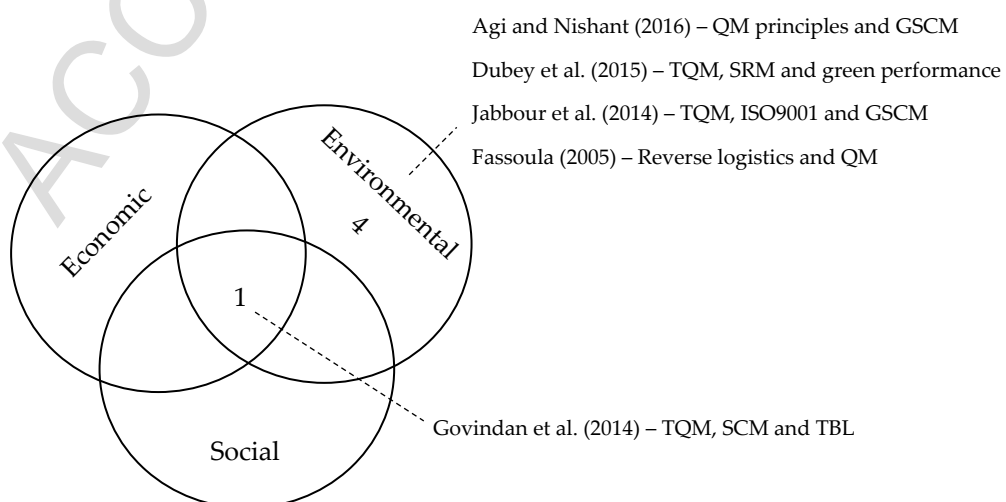 Agi and Nishant (2016) – QM principles and GSCM
Dubey et al. (2015) – TQM, SRM and green performance
Jabbour et al. (2014) – TQM, ISO9001 and GSCM
Fassoula (2005) – Reverse logistics and QM
Economic
Environmental
4
1
Govindan et al. (2014) – TQM, SCM and TBL
Social